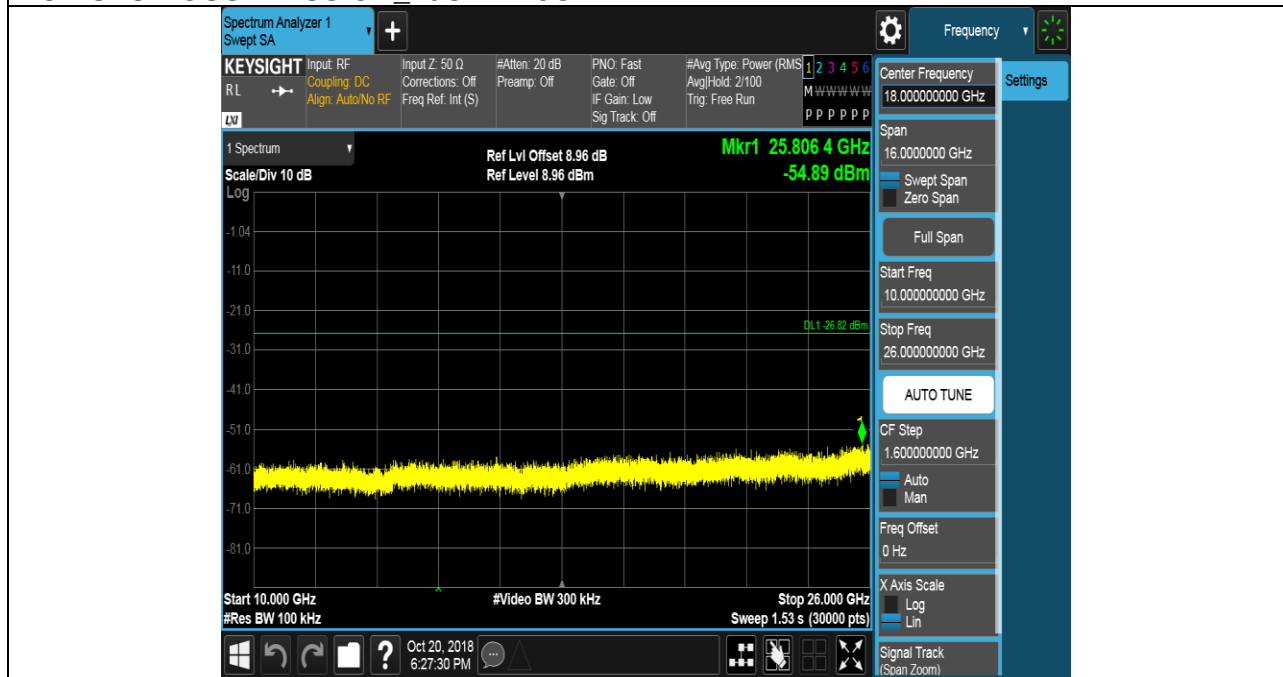 Spectrum Analyzer 1
Swept SA
Frequency
KEYSIGHT
RL
LXI
Input: RF
Coupling: DC
Align: Auto/No RF
Input Z: 50 Ω
Corrections: Off
Freq Ref: Int (S)
#Atten: 20 dB
Preamp: Off
PNO: Fast
Gate: Off
IF Gain: Low
Sig Track: Off
#Avg Type: Power (RMS
Avg|Hold: 2/100
Trig: Free Run
1 2 3 4 5 6
M W W W W W
P P P P P P
1 Spectrum
Scale/Div 10 dB
Log
Ref Lvl Offset 8.96 dB
Ref Level 8.96 dBm
Mkr1 25.806 4 GHz
-54.89 dBm
-1.04
-11.0
-21.0
DL1 -26.82 dBm
-31.0
-41.0
-51.0
1
-61.0
-71.0
-81.0
Start 10.000 GHz
#Res BW 100 kHz
#Video BW 300 kHz
Stop 26.000 GHz
Sweep 1.53 s (30000 pts)
Center Frequency
18.000000000 GHz
Settings
Span
16.0000000 GHz
Swept Span
Zero Span
Full Span
Start Freq
10.000000000 GHz
Stop Freq
26.000000000 GHz
AUTO TUNE
CF Step
1.600000000 GHz
Auto
Man
Freq Offset
0 Hz
X Axis Scale
Log
Lin
Signal Track
(Span Zoom)
?
Oct 20, 2018
6:27:30 PM